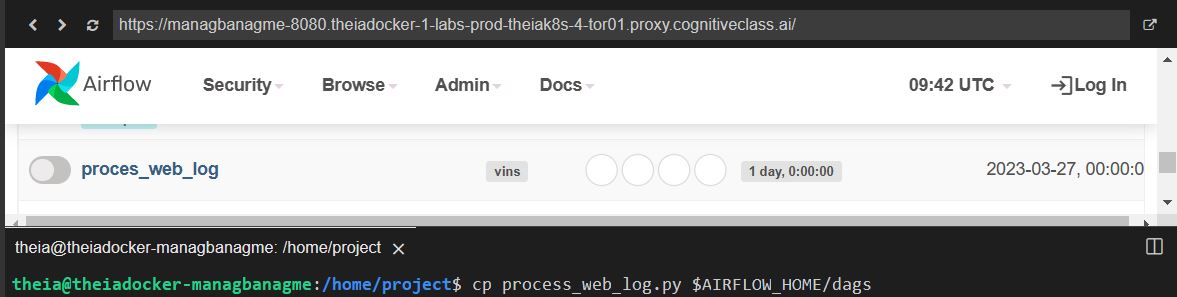 https://managbanagme-8080.theiadocker-1-labs-prod-theiak8s-4-tor01.proxy.cognitiveclass.ai/
Airflow Security Browse Admin Docs 09:42 UTC Log In
proces_web_log vins 1 day, 0:00:00 2023-03-27, 00:00:0
theia@theiadocker-managbanagme: /home/project
theia@theiadocker-managbanagme:/home/project$ cp process_web_log.py $AIRFLOW_HOME/dags